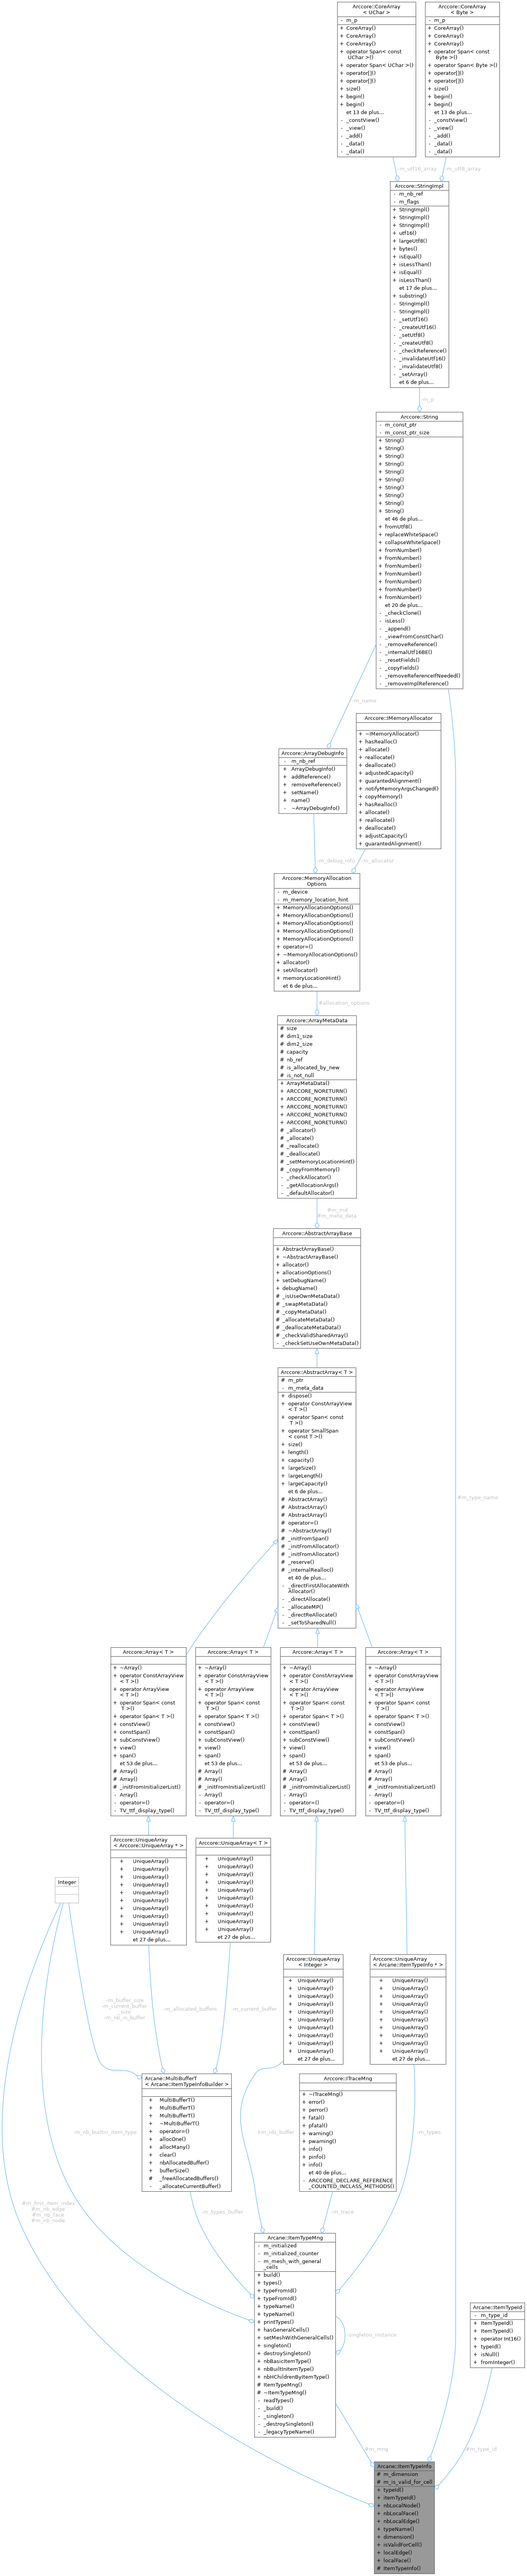 Arccore::CoreArray
< UChar >
- m_p
+ CoreArray()
+ CoreArray()
+ CoreArray()
+ operator Span< const
UChar >()
+ operator Span< UChar >()
+ operator[]()
+ operator[]()
+ size()
+ begin()
+ begin()
et 13 de plus...
- _constView()
- _view()
- _add()
- _data()
- _data()
Arccore::CoreArray
< Byte >
- m_p
+ CoreArray()
+ CoreArray()
+ CoreArray()
+ operator Span< const
Byte >()
+ operator Span< Byte >()
+ operator[]()
+ operator[]()
+ size()
+ begin()
+ begin()
et 13 de plus...
- _constView()
- _view()
- _add()
- _data()
- _data()
-m_utf16_array
-m_utf8_array
Arccore::StringImpl
- m_nb_ref
- m_flags
+ StringImpl()
+ StringImpl()
+ StringImpl()
+ utf16()
+ largeUtf8()
+ bytes()
+ isEqual()
+ isLessThan()
+ isEqual()
+ isLessThan()
et 17 de plus...
+ substring()
- StringImpl()
- StringImpl()
- _setUtf16()
- _createUtf16()
- _setUtf8()
- _createUtf8()
- _checkReference()
- _invalidateUtf16()
- _invalidateUtf8()
- _setArray()
et 6 de plus...
-m_p
Arccore::String
- m_const_ptr
- m_const_ptr_size
+ String()
+ String()
+ String()
+ String()
+ String()
+ String()
+ String()
+ String()
+ String()
+ String()
et 46 de plus...
+ fromUtf8()
+ replaceWhiteSpace()
+ collapseWhiteSpace()
+ fromNumber()
+ fromNumber()
+ fromNumber()
+ fromNumber()
+ fromNumber()
+ fromNumber()
+ fromNumber()
et 20 de plus...
- _checkClone()
- isLess()
- _append()
- _viewFromConstChar()
- _removeReference()
- _internalUtf16BE()
- _resetFields()
- _copyFields()
- _removeReferenceIfNeeded()
- _removeImplReference()
-m_name
Arccore::ArrayDebugInfo
- m_nb_ref
+ ArrayDebugInfo()
+ addReference()
+ removeReference()
+ setName()
+ name()
- ~ArrayDebugInfo()
Arccore::IMemoryAllocator
+ ~IMemoryAllocator()
+ hasRealloc()
+ allocate()
+ reallocate()
+ deallocate()
+ adjustedCapacity()
+ guarantedAlignment()
+ notifyMemoryArgsChanged()
+ copyMemory()
+ hasRealloc()
+ allocate()
+ reallocate()
+ deallocate()
+ adjustCapacity()
+ guarantedAlignment()
-m_debug_info
-m_allocator
Arccore::MemoryAllocation
Options
- m_device
- m_memory_location_hint
+ MemoryAllocationOptions()
+ MemoryAllocationOptions()
+ MemoryAllocationOptions()
+ MemoryAllocationOptions()
+ MemoryAllocationOptions()
+ operator=()
+ ~MemoryAllocationOptions()
+ allocator()
+ setAllocator()
+ memoryLocationHint()
et 6 de plus...
#allocation_options
Arccore::ArrayMetaData
# size
# dim1_size
# dim2_size
# capacity
# nb_ref
# is_allocated_by_new
# is_not_null
+ ArrayMetaData()
+ ARCCORE_NORETURN()
+ ARCCORE_NORETURN()
+ ARCCORE_NORETURN()
+ ARCCORE_NORETURN()
+ ARCCORE_NORETURN()
# _allocator()
# _allocate()
# _reallocate()
# _deallocate()
# _setMemoryLocationHint()
# _copyFromMemory()
- _checkAllocator()
- _getAllocationArgs()
- _defaultAllocator()
#m_md
#m_meta_data
Arccore::AbstractArrayBase
+ AbstractArrayBase()
+ ~AbstractArrayBase()
+ allocator()
+ allocationOptions()
+ setDebugName()
+ debugName()
# _isUseOwnMetaData()
# _swapMetaData()
# _copyMetaData()
# _allocateMetaData()
# _deallocateMetaData()
# _checkValidSharedArray()
- _checkSetUseOwnMetaData()
Arccore::AbstractArray< T >
# m_ptr
- m_meta_data
+ dispose()
+ operator ConstArrayView
< T >()
+ operator Span< const
T >()
+ operator SmallSpan
< const T >()
+ size()
+ length()
+ capacity()
+ largeSize()
+ largeLength()
+ largeCapacity()
et 6 de plus...
# AbstractArray()
# AbstractArray()
# AbstractArray()
# operator=()
# ~AbstractArray()
# _initFromSpan()
# _initFromAllocator()
# _initFromAllocator()
# _reserve()
# _internalRealloc()
et 40 de plus...
- _directFirstAllocateWith
Allocator()
- _directAllocate()
- _allocateMP()
- _directReAllocate()
- _setToSharedNull()
#m_type_name
Arccore::Array< T >
+ ~Array()
+ operator ConstArrayView
< T >()
+ operator ArrayView
< T >()
+ operator Span< const
T >()
+ operator Span< T >()
+ constView()
+ constSpan()
+ subConstView()
+ view()
+ span()
et 53 de plus...
# Array()
# Array()
# _initFromInitializerList()
- Array()
- operator=()
- TV_ttf_display_type()
Arccore::Array< T >
+ ~Array()
+ operator ConstArrayView
< T >()
+ operator ArrayView
< T >()
+ operator Span< const
T >()
+ operator Span< T >()
+ constView()
+ constSpan()
+ subConstView()
+ view()
+ span()
et 53 de plus...
# Array()
# Array()
# _initFromInitializerList()
- Array()
- operator=()
- TV_ttf_display_type()
Arccore::Array< T >
+ ~Array()
+ operator ConstArrayView
< T >()
+ operator ArrayView
< T >()
+ operator Span< const
T >()
+ operator Span< T >()
+ constView()
+ constSpan()
+ subConstView()
+ view()
+ span()
et 53 de plus...
# Array()
# Array()
# _initFromInitializerList()
- Array()
- operator=()
- TV_ttf_display_type()
Arccore::Array< T >
+ ~Array()
+ operator ConstArrayView
< T >()
+ operator ArrayView
< T >()
+ operator Span< const
T >()
+ operator Span< T >()
+ constView()
+ constSpan()
+ subConstView()
+ view()
+ span()
et 53 de plus...
# Array()
# Array()
# _initFromInitializerList()
- Array()
- operator=()
- TV_ttf_display_type()
Arccore::UniqueArray
< Arccore::UniqueArray * >
+ UniqueArray()
+ UniqueArray()
+ UniqueArray()
+ UniqueArray()
+ UniqueArray()
+ UniqueArray()
+ UniqueArray()
+ UniqueArray()
+ UniqueArray()
+ UniqueArray()
et 27 de plus...
Arccore::UniqueArray< T >
+ UniqueArray()
+ UniqueArray()
+ UniqueArray()
+ UniqueArray()
+ UniqueArray()
+ UniqueArray()
+ UniqueArray()
+ UniqueArray()
+ UniqueArray()
+ UniqueArray()
et 27 de plus...
Integer
Arccore::UniqueArray
< Integer >
+ UniqueArray()
+ UniqueArray()
+ UniqueArray()
+ UniqueArray()
+ UniqueArray()
+ UniqueArray()
+ UniqueArray()
+ UniqueArray()
+ UniqueArray()
+ UniqueArray()
et 27 de plus...
Arccore::UniqueArray
< Arcane::ItemTypeInfo * >
+ UniqueArray()
+ UniqueArray()
+ UniqueArray()
+ UniqueArray()
+ UniqueArray()
+ UniqueArray()
+ UniqueArray()
+ UniqueArray()
+ UniqueArray()
+ UniqueArray()
et 27 de plus...
-m_buffer_size
-m_current_buffer
_size
-m_nb_in_buffer
-m_allocated_buffers
-m_current_buffer
Arcane::MultiBufferT
< Arcane::ItemTypeInfoBuilder >
+ MultiBufferT()
+ MultiBufferT()
+ MultiBufferT()
+ ~MultiBufferT()
+ operator=()
+ allocOne()
+ allocMany()
+ clear()
+ nbAllocatedBuffer()
+ bufferSize()
# _freeAllocatedBuffers()
- _allocateCurrentBuffer()
Arccore::ITraceMng
+ ~ITraceMng()
+ error()
+ perror()
+ fatal()
+ pfatal()
+ warning()
+ pwarning()
+ info()
+ pinfo()
+ info()
et 40 de plus...
- ARCCORE_DECLARE_REFERENCE
_COUNTED_INCLASS_METHODS()
-m_nb_builtin_item_type
-m_ids_buffer
-m_types
#m_first_item_index
#m_nb_edge
#m_nb_face
#m_nb_node
-m_types_buffer
-m_trace
Arcane::ItemTypeMng
- m_initialized
- m_initialized_counter
- m_mesh_with_general
_cells
+ build()
+ types()
+ typeFromId()
+ typeFromId()
+ typeName()
+ typeName()
+ printTypes()
+ hasGeneralCells()
+ setMeshWithGeneralCells()
+ singleton()
+ destroySingleton()
+ nbBasicItemType()
+ nbBuiltInItemType()
+ nbHChildrenByItemType()
# ItemTypeMng()
# ~ItemTypeMng()
- readTypes()
- _build()
- _singleton()
- _destroySingleton()
- _legacyTypeName()
-singleton_instance
Arcane::ItemTypeId
- m_type_id
+ ItemTypeId()
+ ItemTypeId()
+ operator Int16()
+ typeId()
+ isNull()
+ fromInteger()
#m_mng
#m_type_id
Arcane::ItemTypeInfo
# m_dimension
# m_is_valid_for_cell
+ typeId()
+ itemTypeId()
+ nbLocalNode()
+ nbLocalFace()
+ nbLocalEdge()
+ typeName()
+ dimension()
+ isValidForCell()
+ localEdge()
+ localFace()
# ItemTypeInfo()